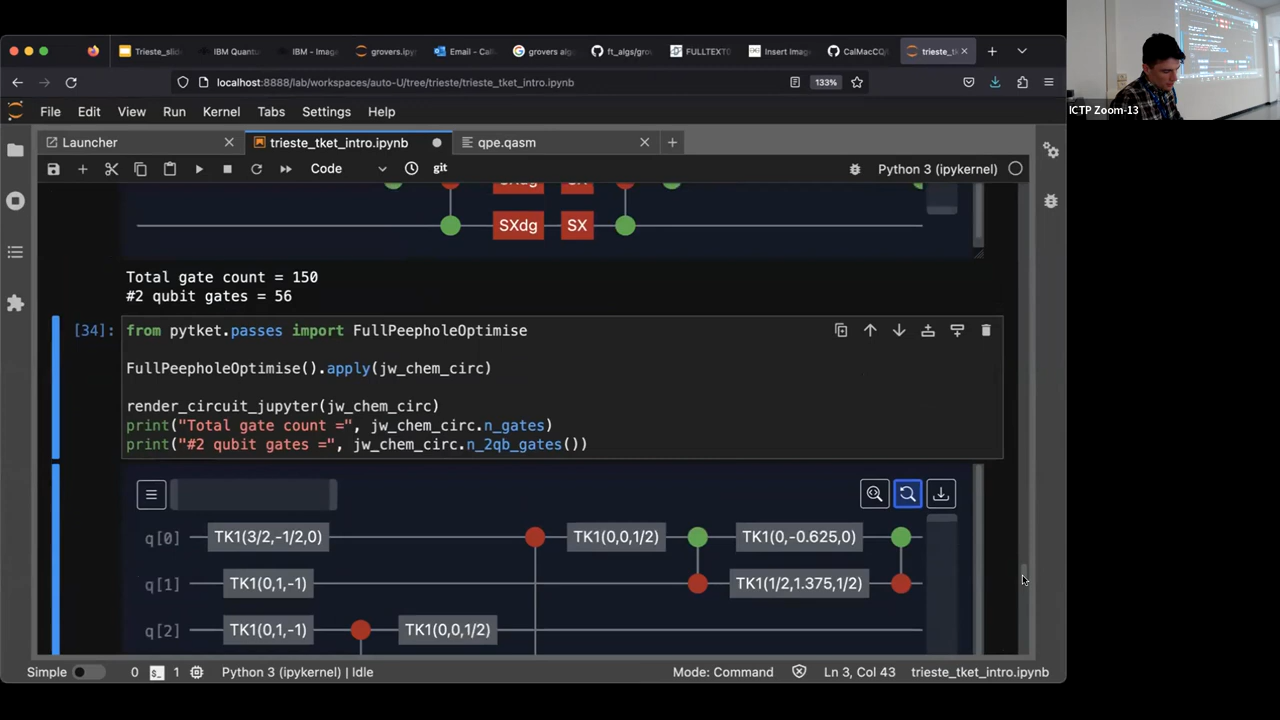 Trieste_slid
IBM Quantu
IBM - Image
grovers.ipy
Email – Cal
grovers alg
ft_algs/gro
FULLTEXT0
Insert Imag
CalMacCQ/
trieste_tk
localhost:8888/lab/workspaces/auto-U/tree/trieste/trieste_tket_intro.ipynb
133%
ICTP Zoom-13
File Edit View Run Kernel Tabs Settings Help
Launcher
trieste_tket_intro.ipynb
qpe.qasm
Code
git
Python 3 (ipykernel)
SXdg SX
Total gate count = 150
#2 qubit gates = 56
[34]:
from pytket.passes import FullPeepholeOptimise
FullPeepholeOptimise().apply(jw_chem_circ)
render_circuit_jupyter(jw_chem_circ)
print("Total gate count =", jw_chem_circ.n_gates)
print("#2 qubit gates =", jw_chem_circ.n_2qb_gates())
q[0] TK1(3/2,-1/2,0) TK1(0,0,1/2) TK1(0,-0.625,0)
q[1] TK1(0,1,-1) TK1(1/2,1.375,1/2)
q[2] TK1(0,1,-1) TK1(0,0,1/2)
Simple 0 $_ 1 Python 3 (ipykernel) | Idle Mode: Command Ln 3, Col 43 trieste_tket_intro.ipynb